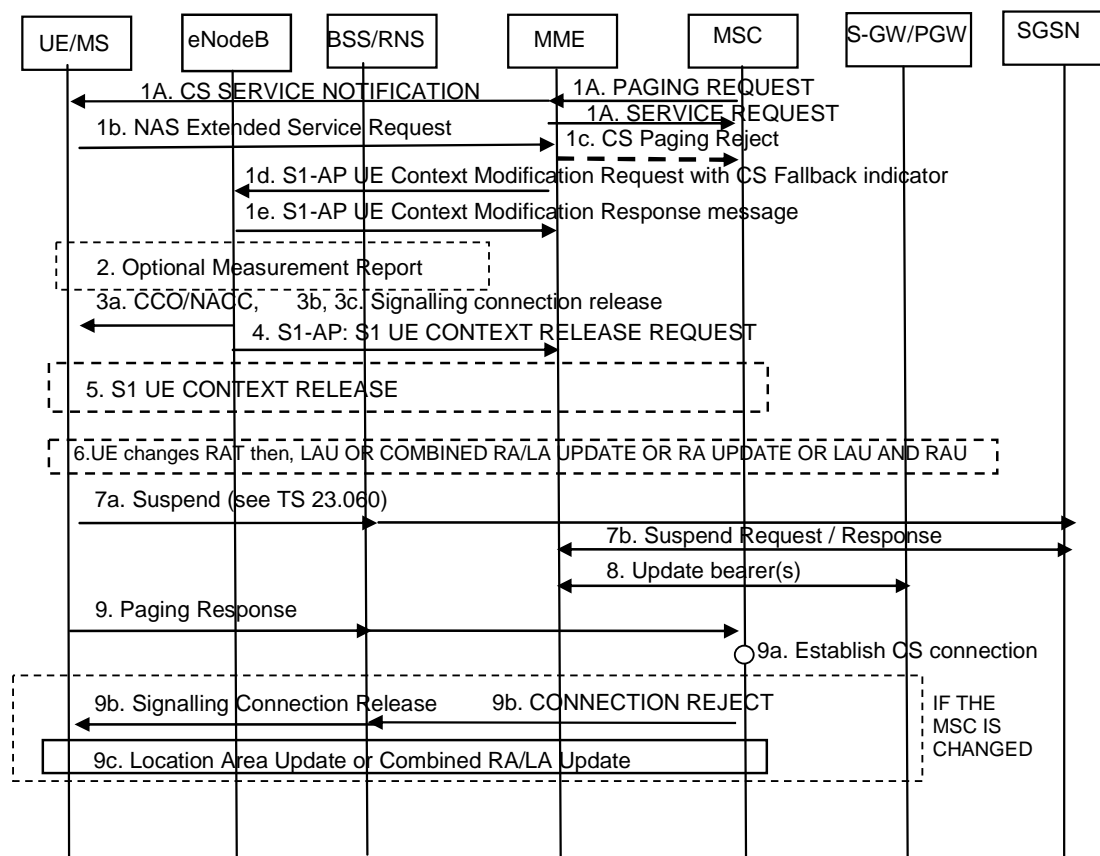 UE/MS
eNodeB
BSS/RNS
MME
MSC
S-GW/PGW
SGSN
1A. CS SERVICE NOTIFICATION
1A. PAGING REQUEST
1A. SERVICE REQUEST
1b. NAS Extended Service Request
1c. CS Paging Reject
1d. S1-AP UE Context Modification Request with CS Fallback indicator
1e. S1-AP UE Context Modification Response message
2. Optional Measurement Report
3a. CCO/NACC, 3b, 3c. Signalling connection release
4. S1-AP: S1 UE CONTEXT RELEASE REQUEST
5. S1 UE CONTEXT RELEASE
6.UE changes RAT then, LAU OR COMBINED RA/LA UPDATE OR RA UPDATE OR LAU AND RAU
7a. Suspend (see TS 23.060)
7b. Suspend Request / Response
8. Update bearer(s)
9. Paging Response
9a. Establish CS connection
9b. Signalling Connection Release
9b. CONNECTION REJECT
IF THE
MSC IS
CHANGED
9c. Location Area Update or Combined RA/LA Update